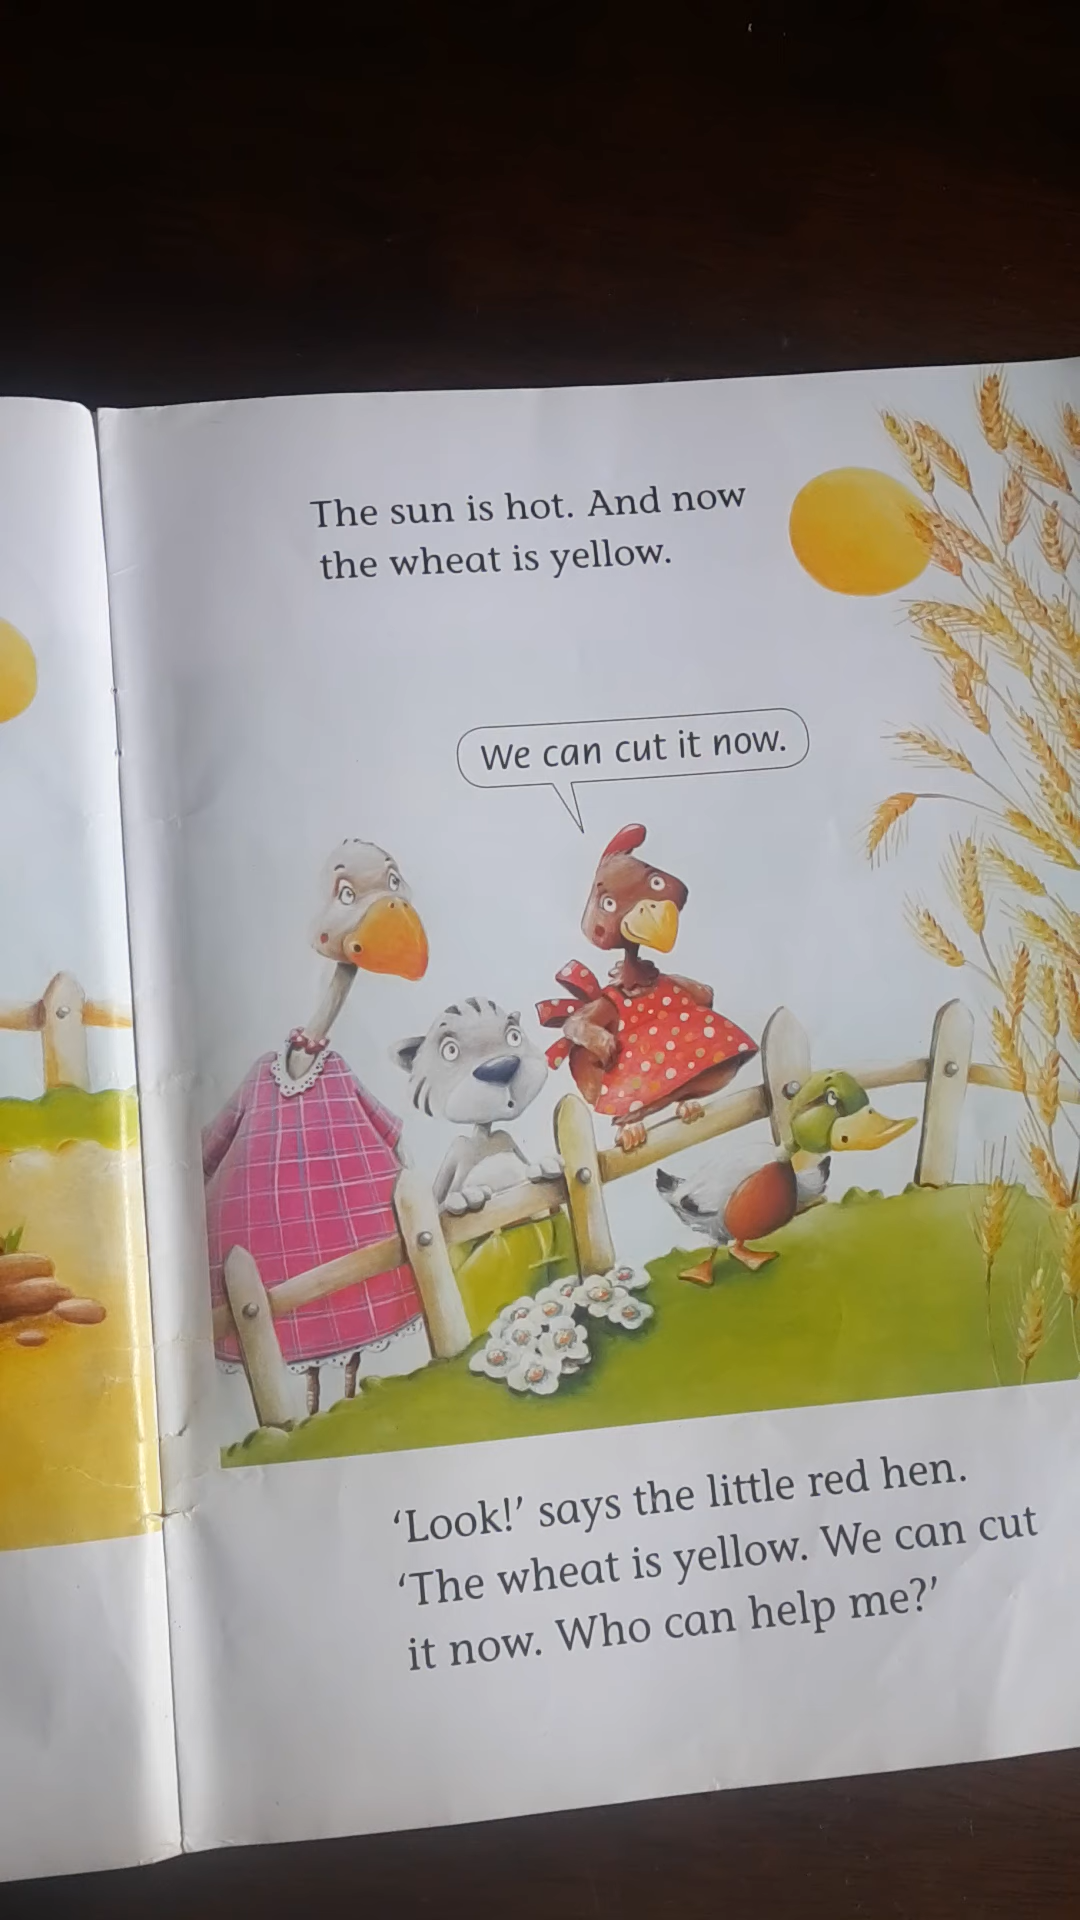 The sun is hot. And now
the wheat is yellow.
We can cut it now.
‘Look!’ says the little red hen.
‘The wheat is yellow. We can cut
it now. Who can help me?’